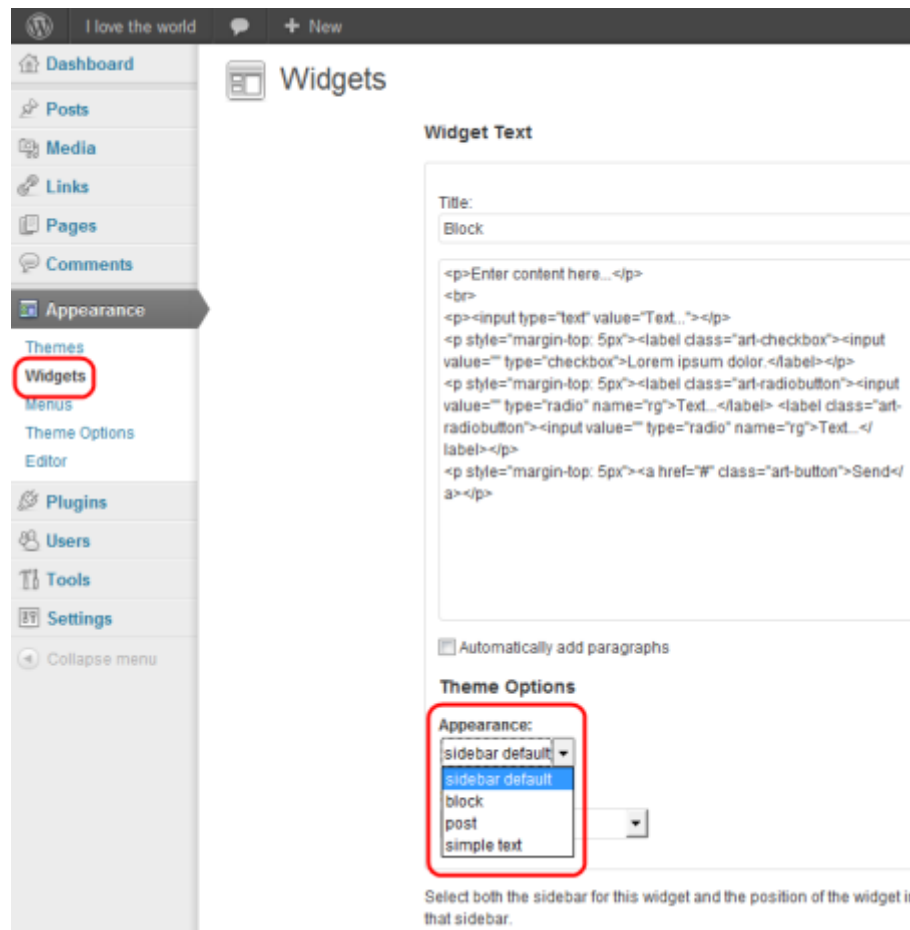 I love the world + New
Dashboard
Posts
Media
Links
Pages
Comments
Appearance
Themes
Widgets
Menus
Theme Options
Editor
Plugins
Users
Tools
Settings
Collapse menu
Widgets
Widget Text
Title:
Block
<p>Enter content here...</p>
<br>
<p><input type="text" value="Text..."></p>
<p style="margin-top: 5px"><label class="art-checkbox"><input
value="" type="checkbox">Lorem ipsum dolor.</label></p>
<p style="margin-top: 5px"><label class="art-radiobutton"><input
value="" type="radio" name="rg">Text...</label> <label class="art-
radiobutton"><input value="" type="radio" name="rg">Text...</
label></p>
<p style="margin-top: 5px"><a href="#" class="art-button">Send</
a></p>
Automatically add paragraphs
Theme Options
Appearance:
sidebar default
sidebar default
block
post
simple text
Select both the sidebar for this widget and the position of the widget in
that sidebar.